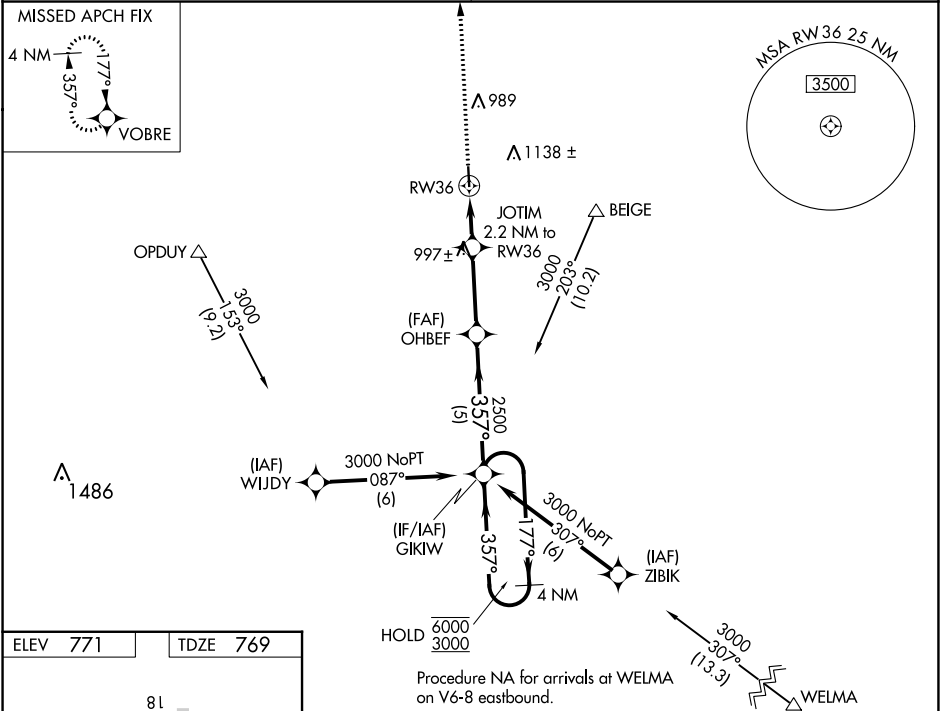 MISSED APCH FIX
4 NM
177°
357°
VOBRE
MSA RW36 25 NM
3500
989
1138 ±
RW36
JOTIM
2.2 NM to
RW36
997 ±
BEIGE
3000
203°
(10.2)
OPDUY
3000
153°
(9.2)
(FAF)
OHBEF
2500
357°
(5)
1486
(IAF)
WIJDY
3000 NoPT
087°
(6)
(IF/IAF)
GIKIW
3000 NoPT
307°
(6)
(IAF)
ZIBIK
357°
177°
4 NM
HOLD
6000
3000
3000
307°
(13.3)
WELMA
Procedure NA for arrivals at WELMA
on V6-8 eastbound.
ELEV 771
TDZE 769
18